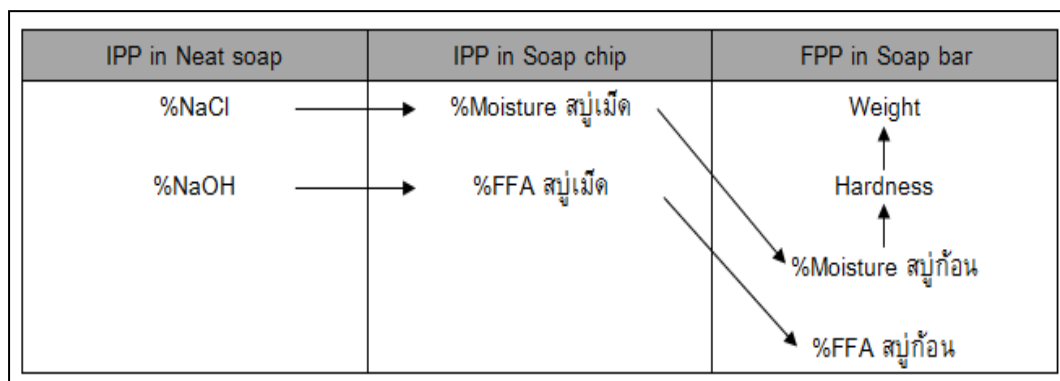 IPP in Neat soap IPP in Soap chip FPP in Soap bar
%NaCl %Moisture สบู่เม็ด Weight
%NaOH %FFA สบู่เม็ด Hardness
%Moisture สบู่ก้อน
%FFA สบู่ก้อน